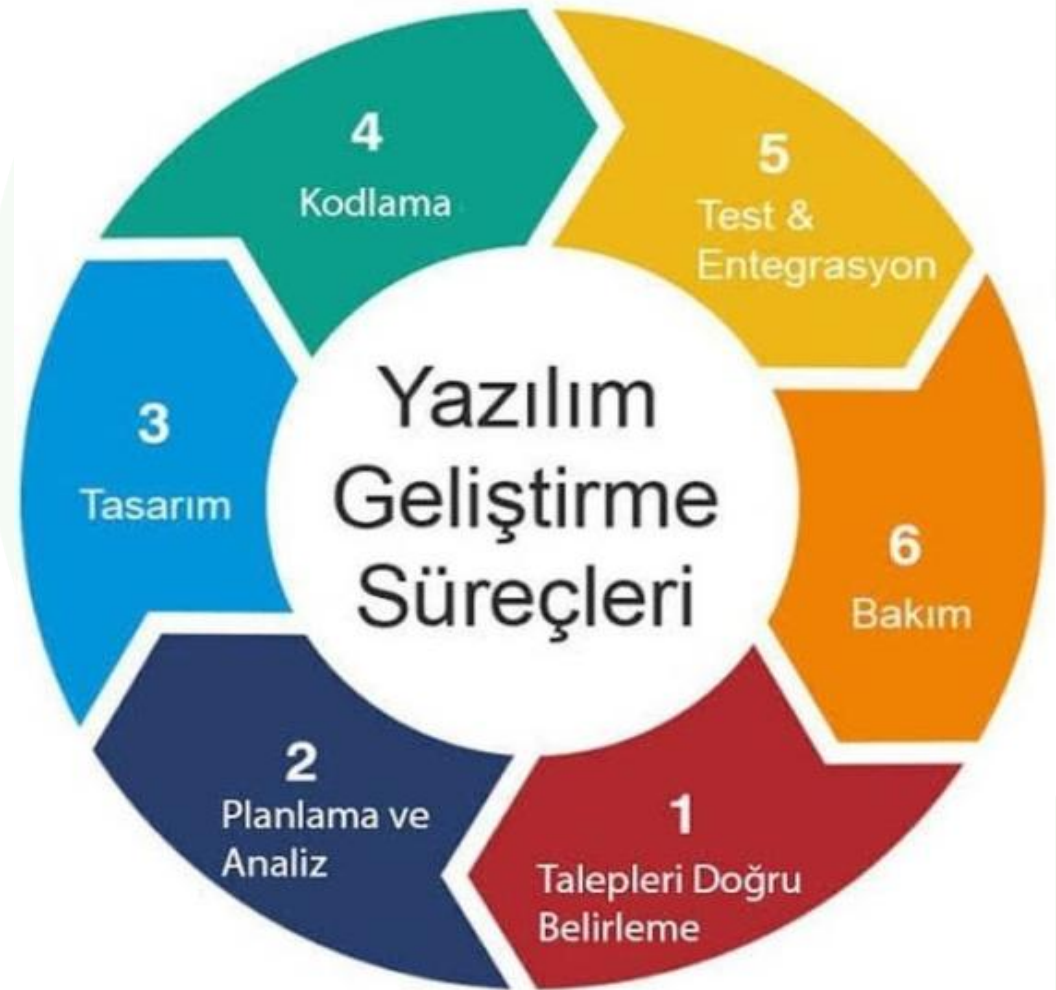 Yazılım
Geliştirme
Süreçleri
1
Talepleri Doğru
Belirleme
2
Planlama ve
Analiz
3
Tasarım
4
Kodlama
5
Test &
Entegrasyon
6
Bakım